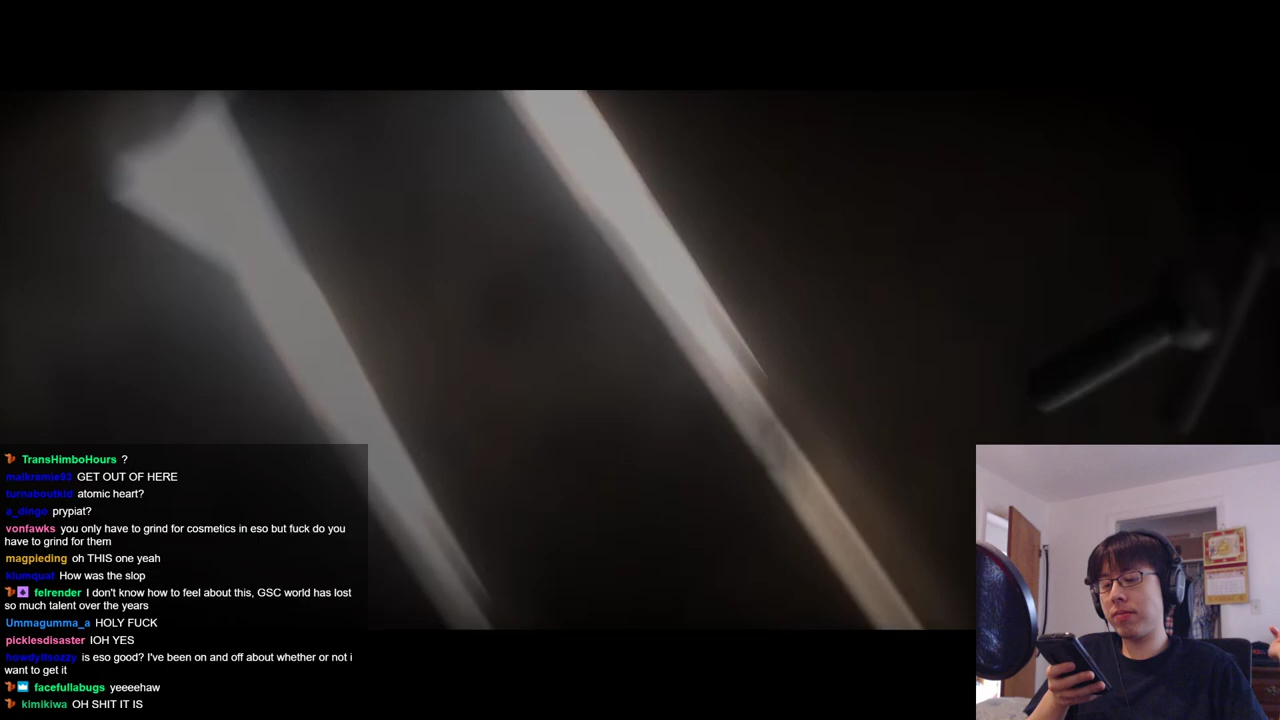 TransHimboHours ?
malkramie93 GET OUT OF HERE
turnaboutkid atomic heart?
a_dingo prypiat?
vonfawks you only have to grind for cosmetics in eso but fuck do you
have to grind for them
magpieding oh THIS one yeah
klumquat How was the slop
felrender I don't know how to feel about this, GSC world has lost
so much talent over the years
Ummagumma_a HOLY FUCK
picklesdisaster IOH YES
howdyitsozzy is eso good? I've been on and off about whether or not i
want to get it
facefullabugs yeeeehaw
kimikiwa OH SHIT IT IS